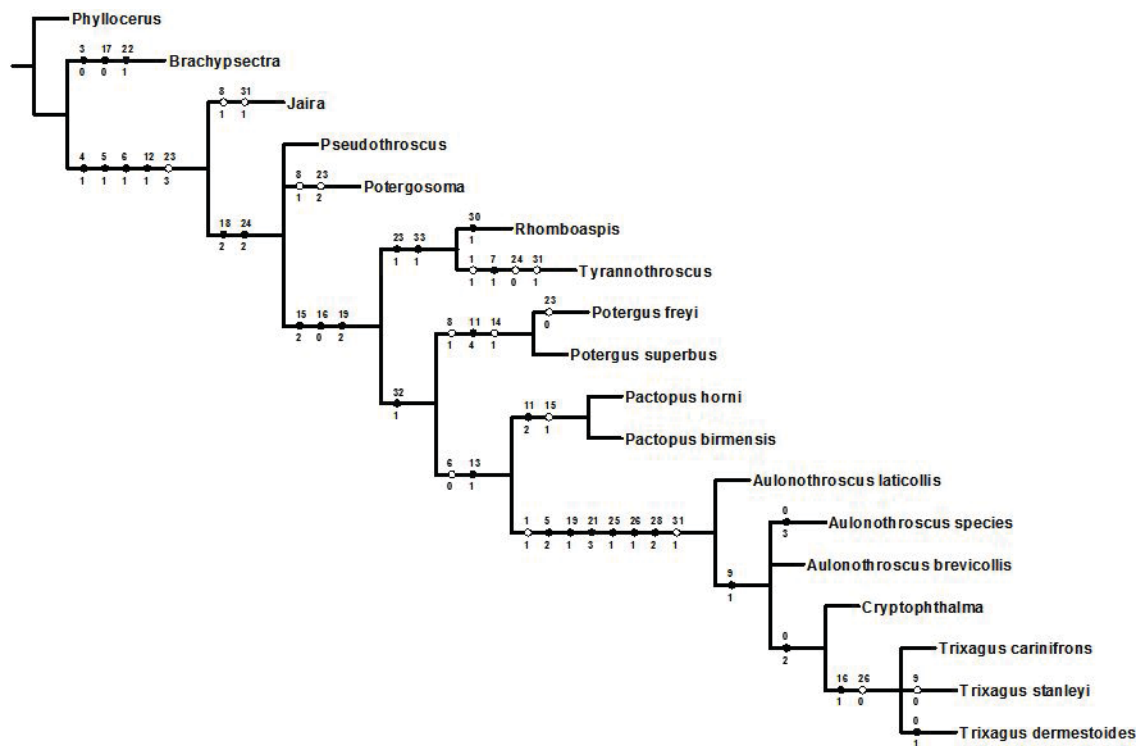 Phyllocerus
3 17 22
Brachypsectra
0 0 1
8 31
Jaira
1 1
Pseudothroscus
4 5 6 12 23
1 1 1 1 3
8 23
Potergosoma
1 2
18 24
2 2
30
Rhomboaspis
1
23 33
1 1
1 7 24 31
Tyrannothroscus
1 1 0 1
23
Potergus freyi
0
15 16 19
2 0 2
8 11 14
1 4 1
Potergus superbus
32
1
Pactopus horni
11 15
2 1
Pactopus birmensis
6 13
0 1
Aulonothroscus laticollis
1 5 19 21 25 26 28 31
1 2 1 3 1 1 2 1
0
Aulonothroscus species
3
Aulonothroscus brevicollis
9
1
Cryptophthalma
0
2
Trixagus carinifrons
16 26
1 0
9
Trixagus stanleyi
0
0
Trixagus dermestoides
1